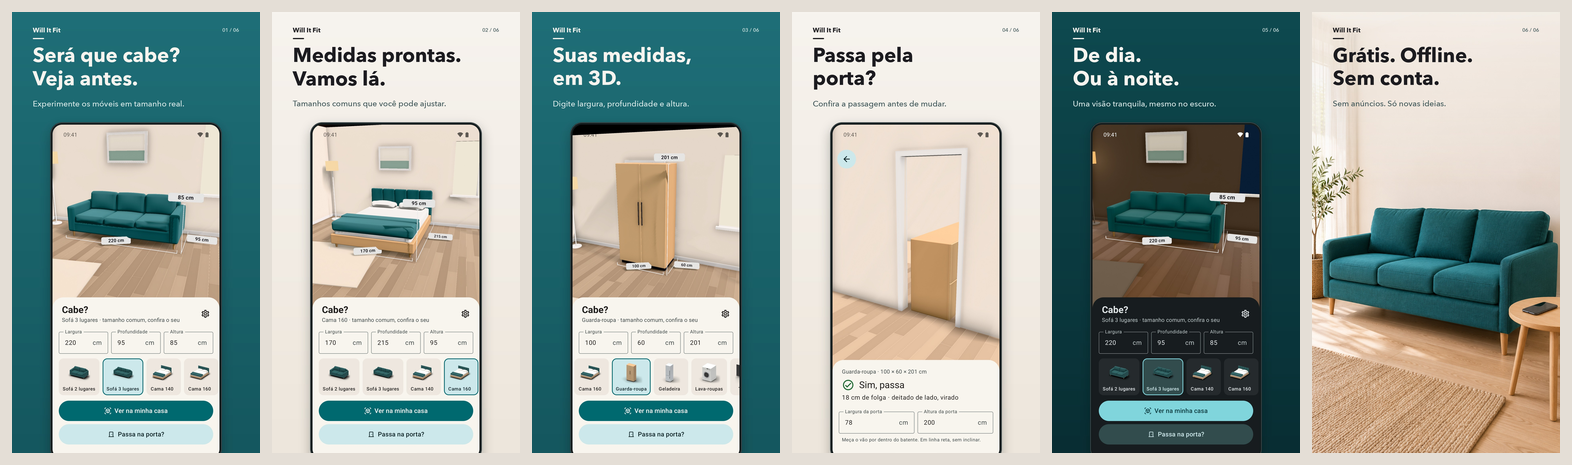 Will It Fit
01 / 06
Será que cabe?
Veja antes.
Experimente os móveis em tamanho real.
09:41
85 cm
220 cm
95 cm
Cabe?
Sofá 3 lugares · tamanho comum, confira o seu
Largura
Profundidade
Altura
220 cm
95 cm
85 cm
Sofá 2 lugares
Sofá 3 lugares
Cama 140
Cama 160
Ver na minha casa
Passa na porta?
Will It Fit
02 / 06
Medidas prontas.
Vamos lá.
Tamanhos comuns que você pode ajustar.
09:41
95 cm
215 cm
170 cm
Cabe?
Cama 160 · tamanho comum, confira o seu
Largura
Profundidade
Altura
170 cm
215 cm
95 cm
Sofá 2 lugares
Sofá 3 lugares
Cama 140
Cama 160
Ver na minha casa
Passa na porta?
Will It Fit
03 / 06
Suas medidas,
em 3D.
Digite largura, profundidade e altura.
09:41
201 cm
100 cm
60 cm
Cabe?
Guarda-roupa · tamanho comum, confira o seu
Largura
Profundidade
Altura
100 cm
60 cm
201 cm
Cama 160
Guarda-roupa
Geladeira
Lava-roupas
Ver na minha casa
Passa na porta?
Will It Fit
04 / 06
Passa pela
porta?
Confira a passagem antes de mudar.
09:41
Guarda-roupa · 100 × 60 × 201 cm
Sim, passa
18 cm de folga · deitado de lado, virado
Largura da porta
Altura da porta
78 cm
200 cm
Meça o vão por dentro do batente. Em linha reta, sem inclinar.
Will It Fit
05 / 06
De dia.
Ou à noite.
Uma visão tranquila, mesmo no escuro.
09:41
85 cm
220 cm
95 cm
Cabe?
Sofá 3 lugares · tamanho comum, confira o seu
Largura
Profundidade
Altura
220 cm
95 cm
85 cm
Sofá 2 lugares
Sofá 3 lugares
Cama 140
Cama 160
Ver na minha casa
Passa na porta?
Will It Fit
06 / 06
Grátis. Offline.
Sem conta.
Sem anúncios. Só novas ideias.